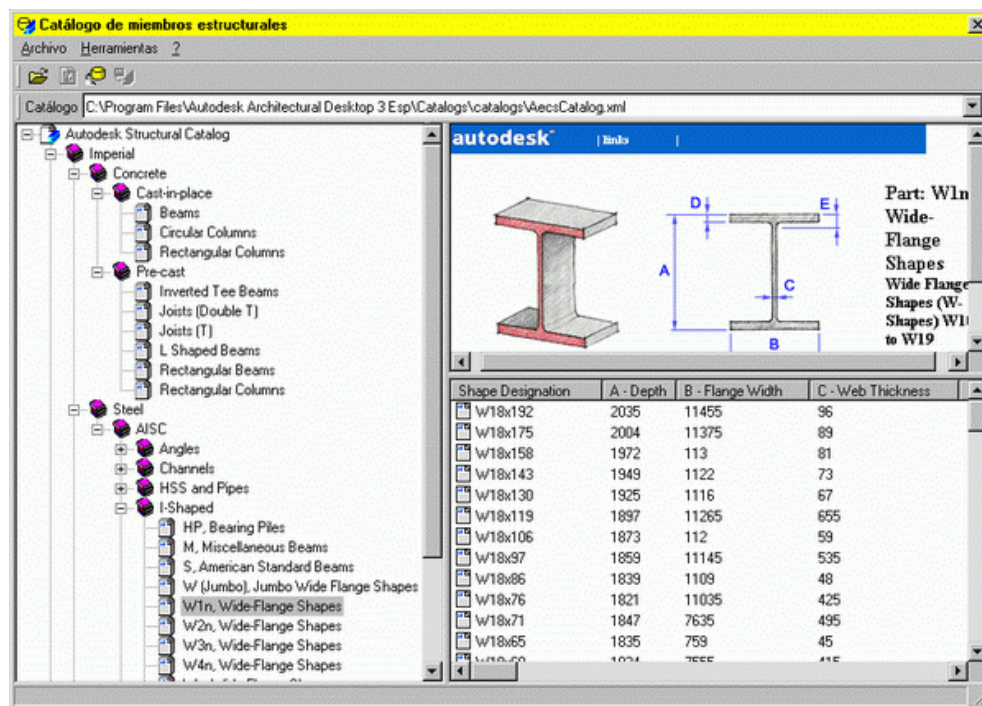 Catálogo de miembros estructurales
Archivo Herramientas ?
Catálogo C:\Program Files\Autodesk Architectural Desktop 3 Esp\Catalogs\catalogs\AecsCatalog.xml
Autodesk Structural Catalog
Imperial
Concrete
Cast-in-place
Beams
Circular Columns
Rectangular Columns
Pre-cast
Inverted Tee Beams
Joists (Double T)
Joists (T)
L Shaped Beams
Rectangular Beams
Rectangular Columns
Steel
AISC
Angles
Channels
HSS and Pipes
I-Shaped
HP, Bearing Piles
M, Miscellaneous Beams
S, American Standard Beams
W (Jumbo), Jumbo Wide Flange Shapes
W1n, Wide-Flange Shapes
W2n, Wide-Flange Shapes
W3n, Wide-Flange Shapes
W4n, Wide-Flange Shapes
autodesk | links |
D E
A
C
B
Part: W1n
Wide-
Flange
Shapes
Wide Flange
Shapes (W-
Shapes) W10
to W19
Shape Designation A - Depth B - Flange Width C - Web Thickness
W18x192 2035 11455 96
W18x175 2004 11375 89
W18x158 1972 113 81
W18x143 1949 1122 73
W18x130 1925 1116 67
W18x119 1897 11265 655
W18x106 1873 112 59
W18x97 1859 11145 535
W18x86 1839 1109 48
W18x76 1821 11035 425
W18x71 1847 7635 495
W18x65 1835 759 45
W18x60 1824 7555 415